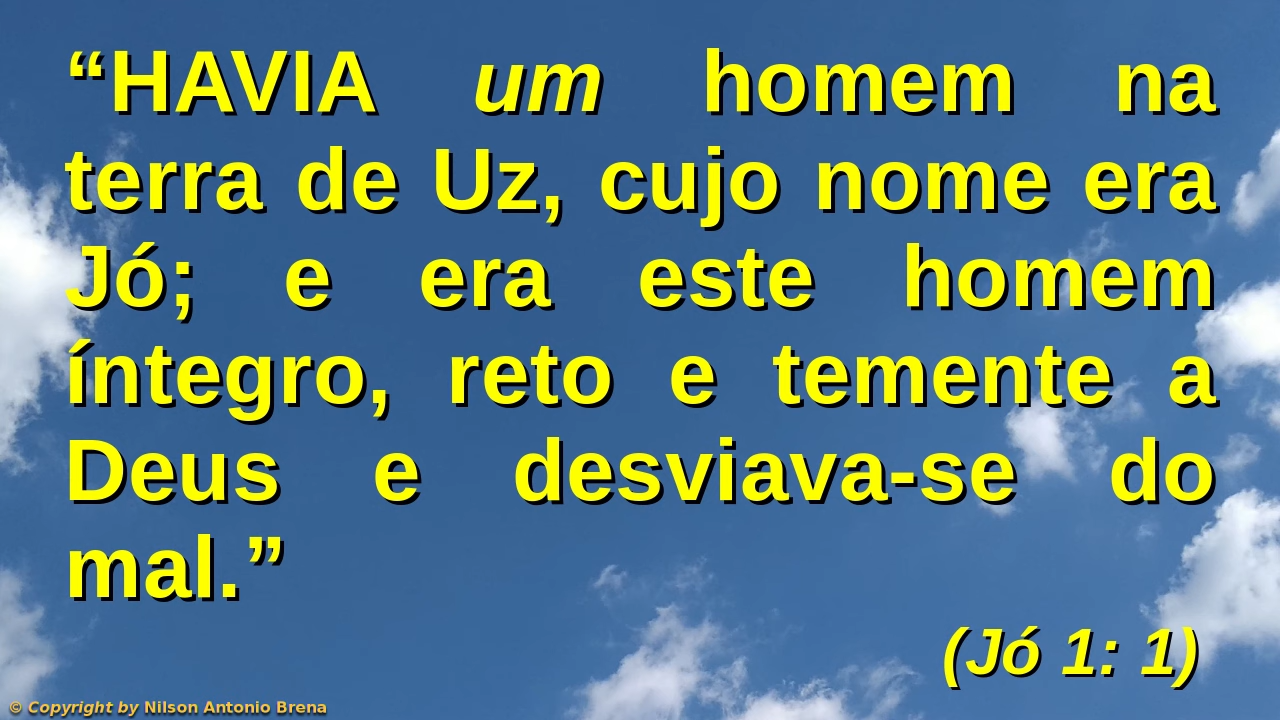 “HAVIA um homem na
terra de Uz, cujo nome era
Jó; e era este homem
íntegro, reto e temente a
Deus e desviava-se do
mal.”
(Jó 1: 1)
© Copyright by Nilson Antonio Brena